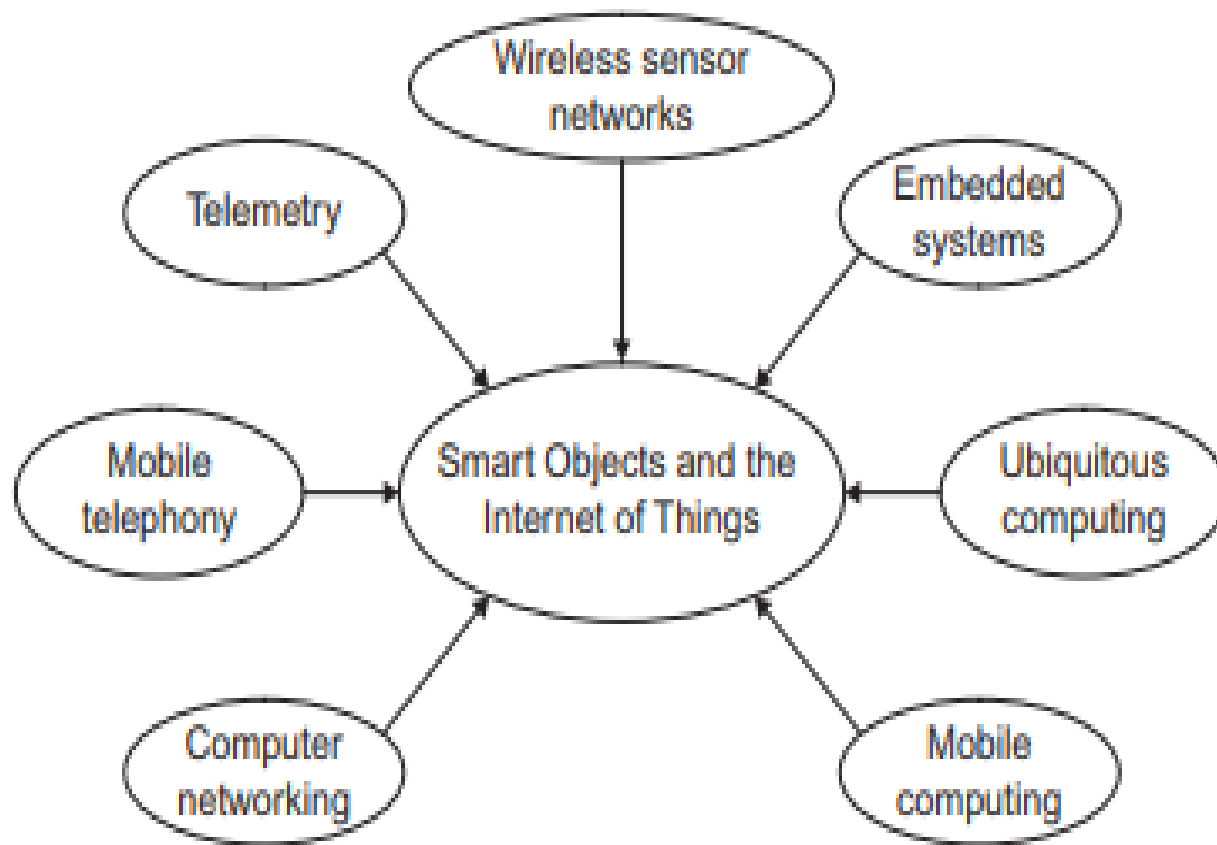 Wireless sensor
networks
Telemetry
Embedded
systems
Mobile
telephony
Smart Objects and the
Internet of Things
Ubiquitous
computing
Computer
networking
Mobile
computing